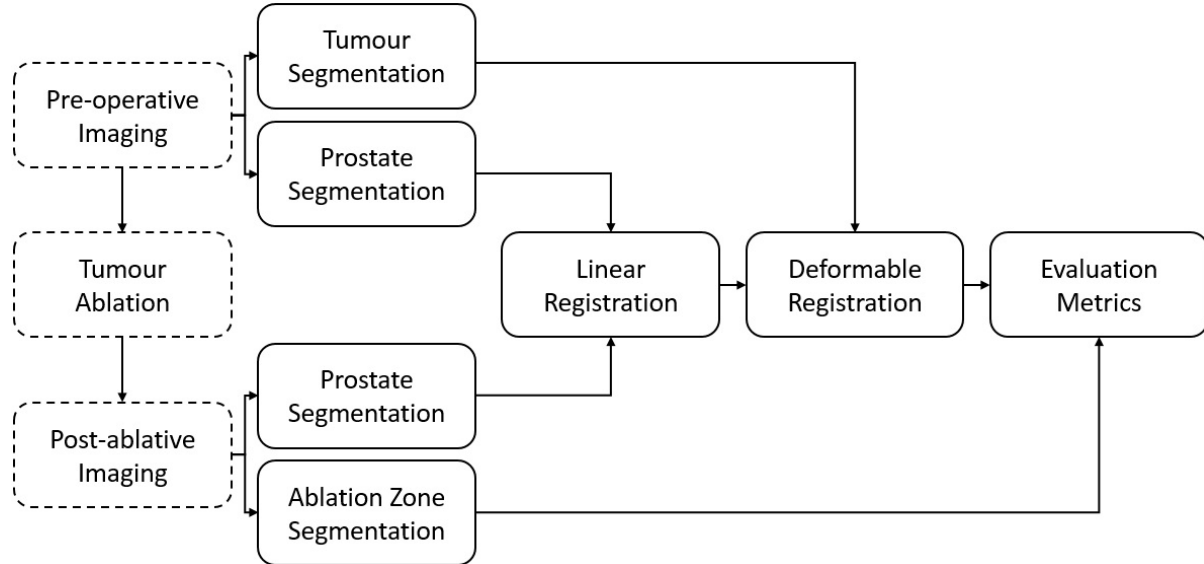 Pre-operative
Imaging
Tumour
Segmentation
Prostate
Segmentation
Tumour
Ablation
Linear
Registration
Deformable
Registration
Evaluation
Metrics
Post-ablative
Imaging
Prostate
Segmentation
Ablation Zone
Segmentation